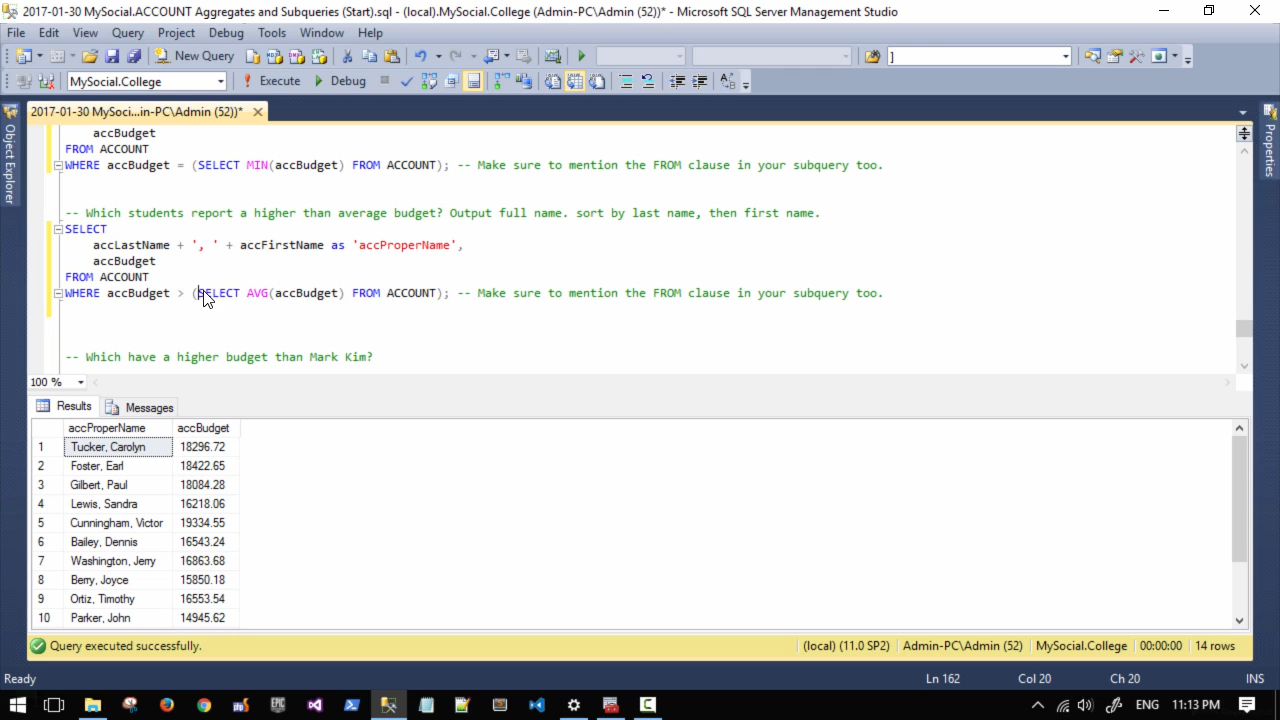 2017-01-30 MySocial.ACCOUNT Aggregates and Subqueries (Start).sql - (local).MySocial.College (Admin-PC\Admin (52))* - Microsoft SQL Server Management Studio
File Edit View Query Project Debug Tools Window Help
New Query ]
MySocial.College Execute Debug
2017-01-30 MySoci...in-PC\Admin (52))*
Object Explorer
Properties
accBudget
FROM ACCOUNT
WHERE accBudget = (SELECT MIN(accBudget) FROM ACCOUNT); -- Make sure to mention the FROM clause in your subquery too.
-- Which students report a higher than average budget? Output full name. sort by last name, then first name.
SELECT
accLastName + ', ' + accFirstName as 'accProperName',
accBudget
FROM ACCOUNT
WHERE accBudget > (SELECT AVG(accBudget) FROM ACCOUNT); -- Make sure to mention the FROM clause in your subquery too.
-- Which have a higher budget than Mark Kim?
100 %
Results Messages
accProperName accBudget
1 Tucker, Carolyn 18296.72
2 Foster, Earl 18422.65
3 Gilbert, Paul 18084.28
4 Lewis, Sandra 16218.06
5 Cunningham, Victor 19334.55
6 Bailey, Dennis 16543.24
7 Washington, Jerry 16863.68
8 Berry, Joyce 15850.18
9 Ortiz, Timothy 16553.54
10 Parker, John 14945.62
Query executed successfully. (local) (11.0 SP2) Admin-PC\Admin (52) MySocial.College 00:00:00 14 rows
Ready Ln 162 Col 20 Ch 20 INS
ENG 11:13 PM